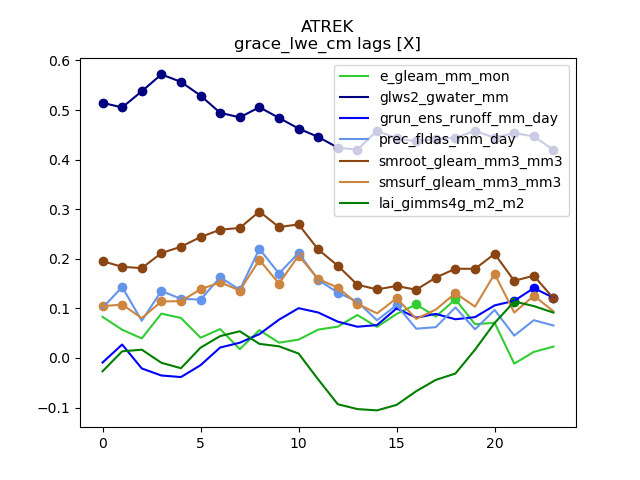 ATREK
grace_lwe_cm lags [X]
0.6
0.5
0.4
0.3
0.2
0.1
0.0
−0.1
0
5
10
15
20
e_gleam_mm_mon
glws2_gwater_mm
grun_ens_runoff_mm_day
prec_fldas_mm_day
smroot_gleam_mm3_mm3
smsurf_gleam_mm3_mm3
lai_gimms4g_m2_m2